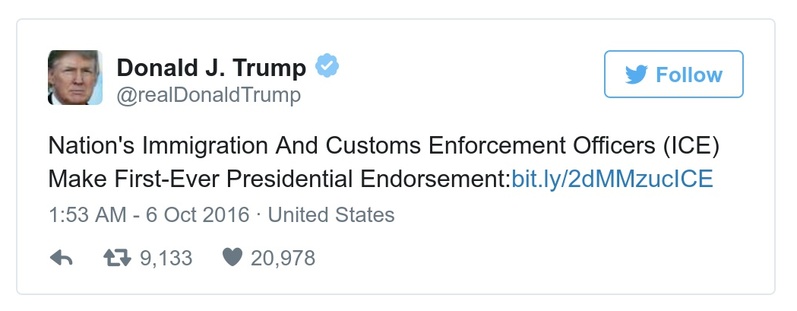 Donald J. Trump
@realDonaldTrump
Follow
Nation's Immigration And Customs Enforcement Officers (ICE)
Make First-Ever Presidential Endorsement:bit.ly/2dMMzucICE
1:53 AM - 6 Oct 2016 · United States
9,133 20,978